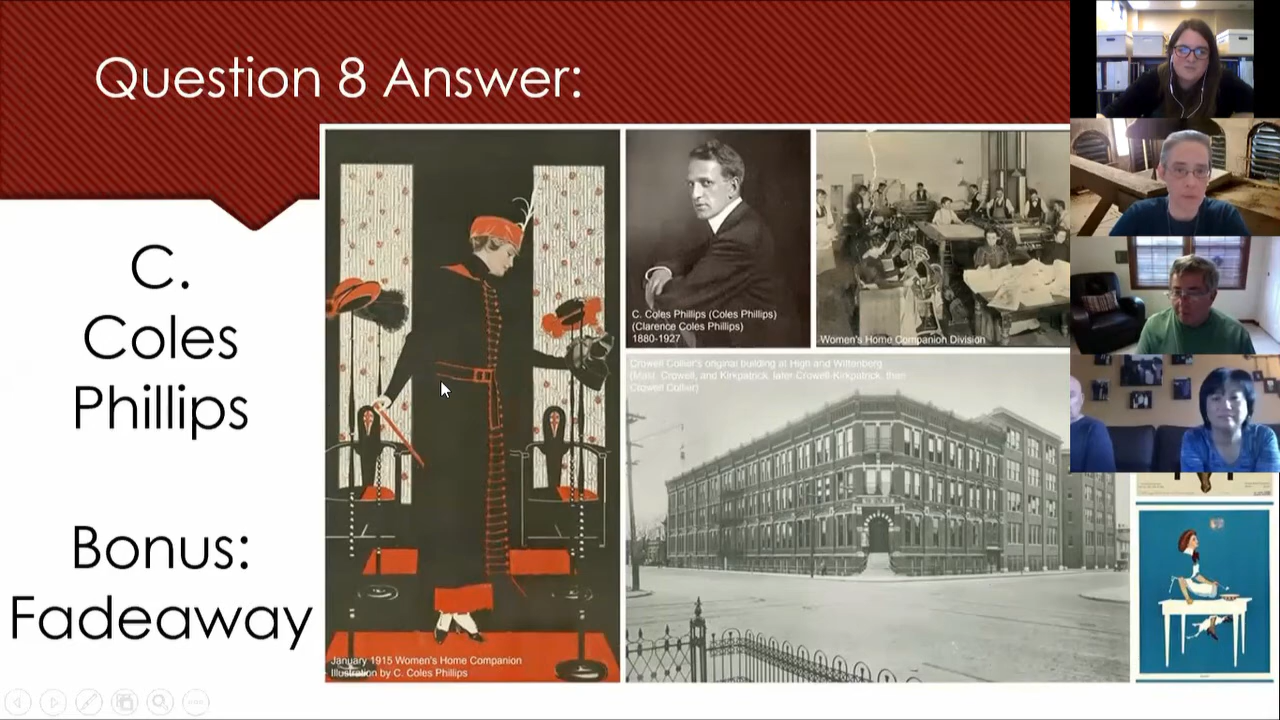 Question 8 Answer:
C.
Coles
Phillips
Bonus:
Fadeaway
C. Coles Phillips (Coles Phillips)
(Clarence Coles Phillips)
1880-1927
Women's Home Companion Division
Crowell Collier's original building at High and Wittenberg
(Mast, Crowell, and Kirkpatrick, later Crowell-Kirkpatrick, then
Crowell Collier)
January 1915 Women's Home Companion
Illustration by C. Coles Phillips